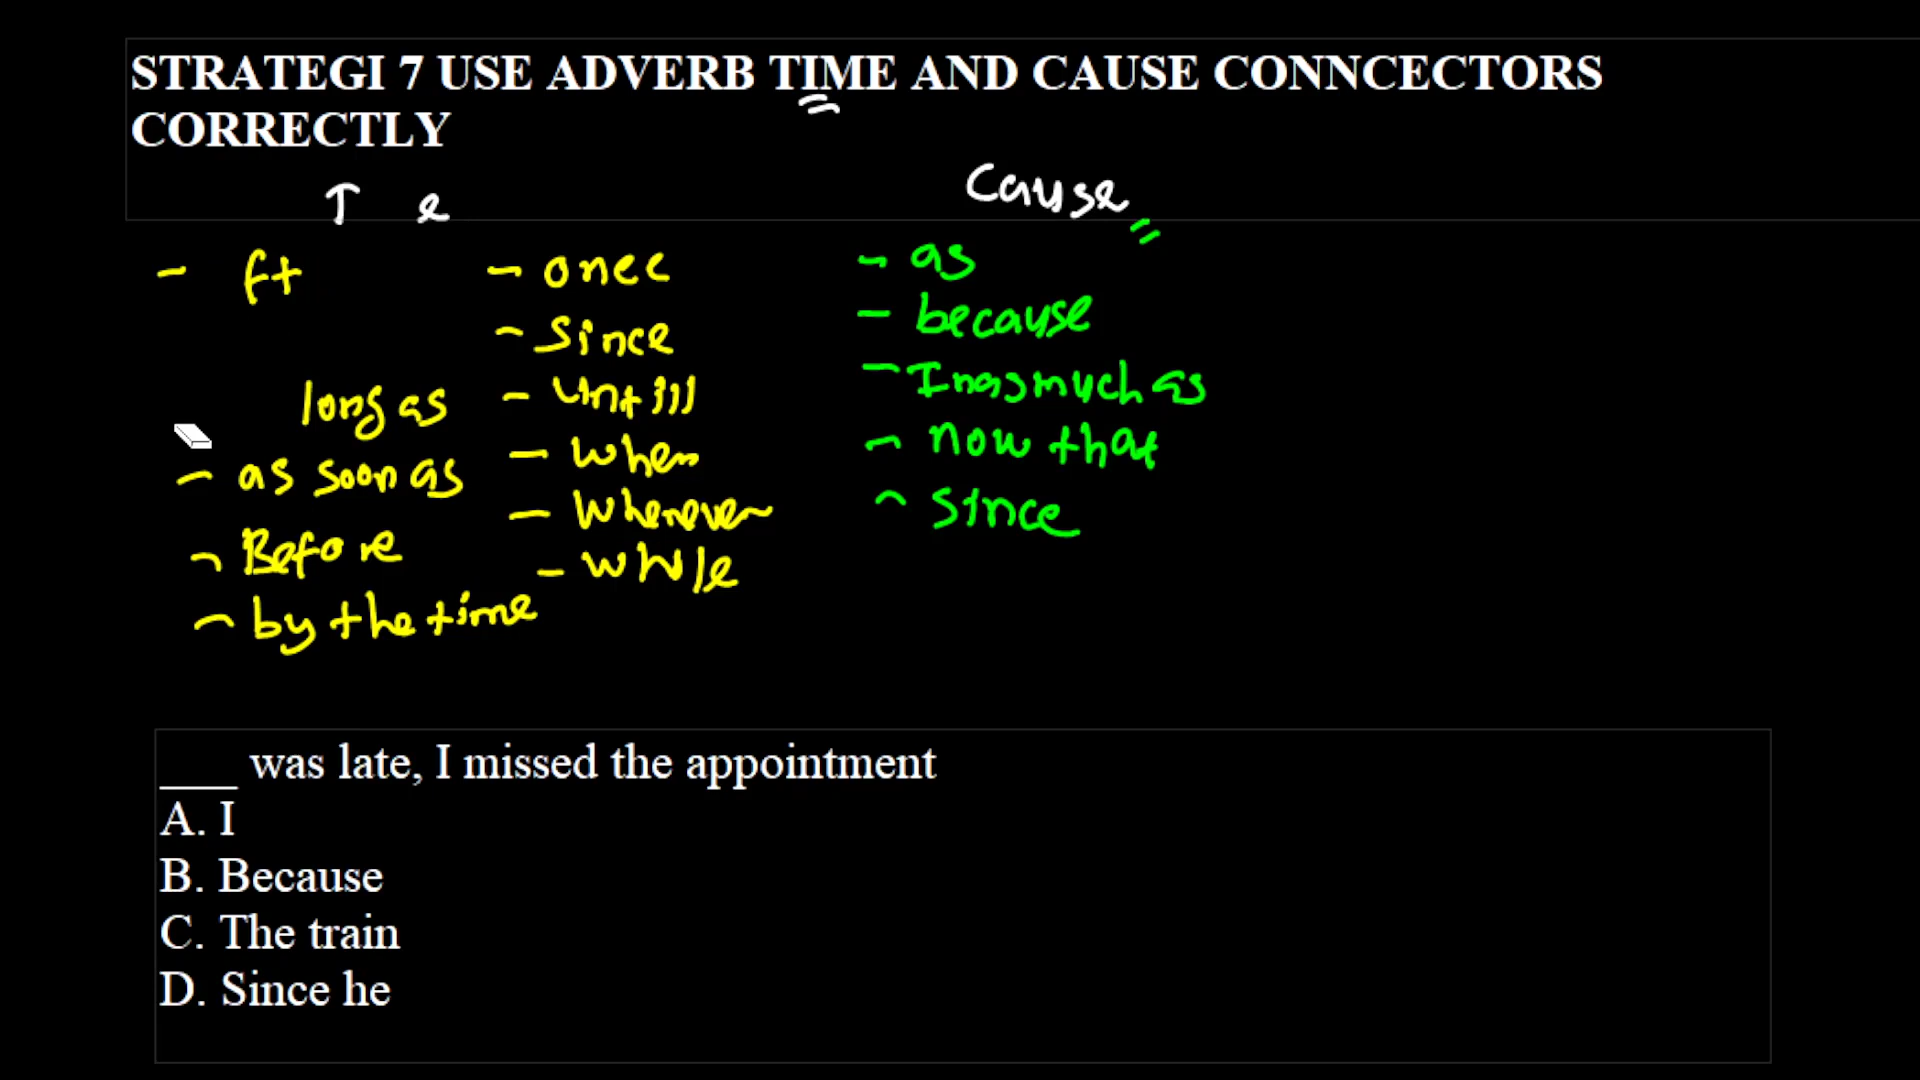 STRATEGI 7 USE ADVERB TIME AND CAUSE CONNCECTORS
CORRECTLY
T e
Cause
- ft
long as
- as soon as
- Before
- by the time
- once
- Since
- Untill
- when
- Whenever
- while
- as
- because
- Inasmuch as
- now that
- Since
____ was late, I missed the appointment
A. I
B. Because
C. The train
D. Since he